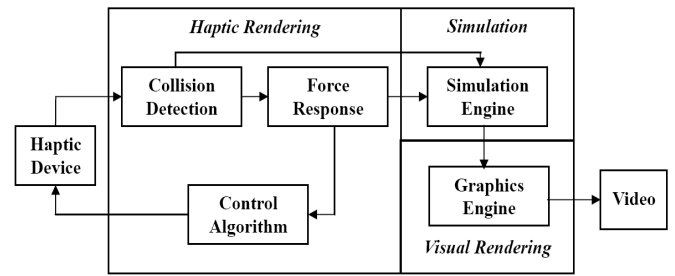 Haptic Rendering
Simulation
Collision
Detection
Force
Response
Simulation
Engine
Haptic
Device
Control
Algorithm
Graphics
Engine
Video
Visual Rendering